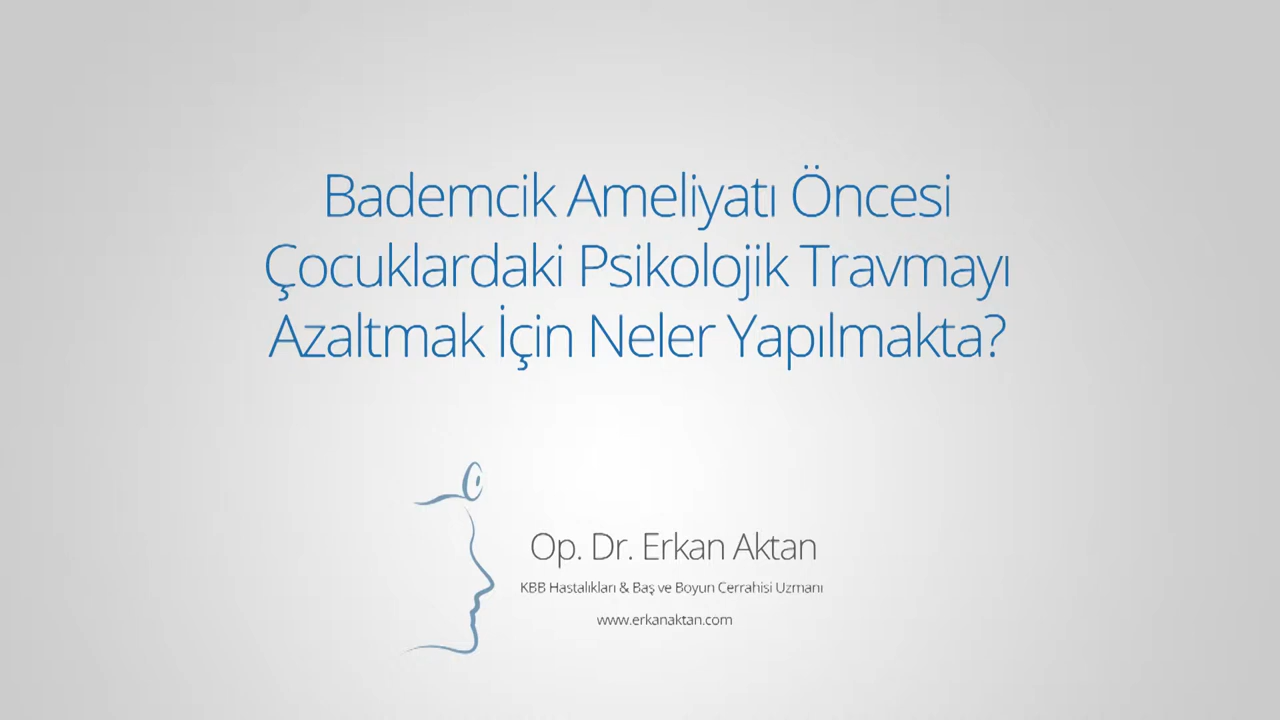 Bademcik Ameliyatı Öncesi
Çocuklardaki Psikolojik Travmayı
Azaltmak İçin Neler Yapılmakta?
Op. Dr. Erkan Aktan
KBB Hastalıkları & Baş ve Boyun Cerrahisi Uzmanı
www.erkanaktan.com